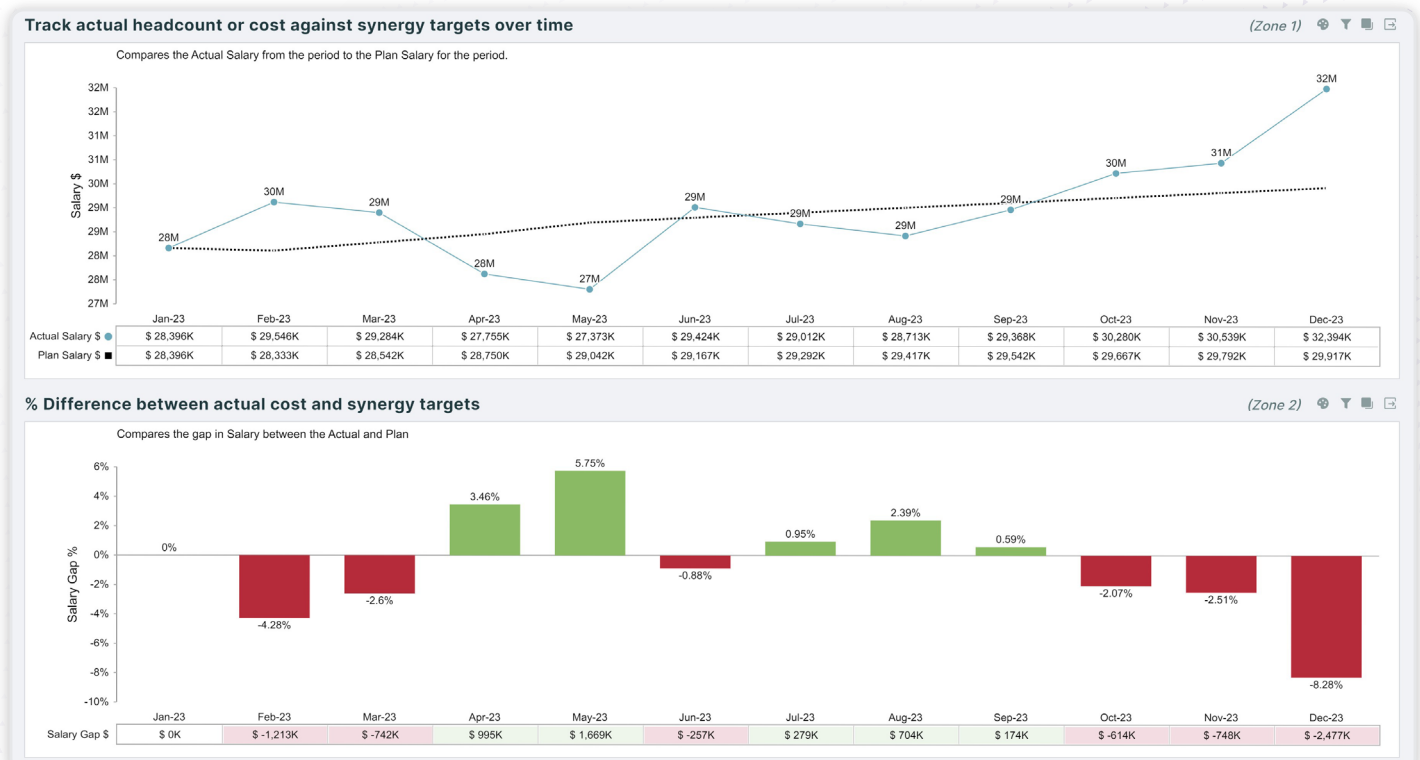 Track actual headcount or cost against synergy targets over time (Zone 1)
Compares the Actual Salary from the period to the Plan Salary for the period.
Salary $
32M
32M
31M
31M
30M
29M
29M
28M
28M
27M
28M 30M 29M 28M 27M 29M 29M 29M 29M 30M 31M 32M
Jan-23 Feb-23 Mar-23 Apr-23 May-23 Jun-23 Jul-23 Aug-23 Sep-23 Oct-23 Nov-23 Dec-23
Actual Salary $ $ 28,396K $ 29,546K $ 29,284K $ 27,755K $ 27,373K $ 29,424K $ 29,012K $ 28,713K $ 29,368K $ 30,280K $ 30,539K $ 32,394K
Plan Salary $ $ 28,396K $ 28,333K $ 28,542K $ 28,750K $ 29,042K $ 29,167K $ 29,292K $ 29,417K $ 29,542K $ 29,667K $ 29,792K $ 29,917K
% Difference between actual cost and synergy targets (Zone 2)
Compares the gap in Salary between the Actual and Plan
Salary Gap %
6%
4%
2%
0%
-2%
-4%
-6%
-8%
-10%
0% -4.28% -2.6% 3.46% 5.75% -0.88% 0.95% 2.39% 0.59% -2.07% -2.51% -8.28%
Jan-23 Feb-23 Mar-23 Apr-23 May-23 Jun-23 Jul-23 Aug-23 Sep-23 Oct-23 Nov-23 Dec-23
Salary Gap $ $ 0K $ -1,213K $ -742K $ 995K $ 1,669K $ -257K $ 279K $ 704K $ 174K $ -614K $ -748K $ -2,477K